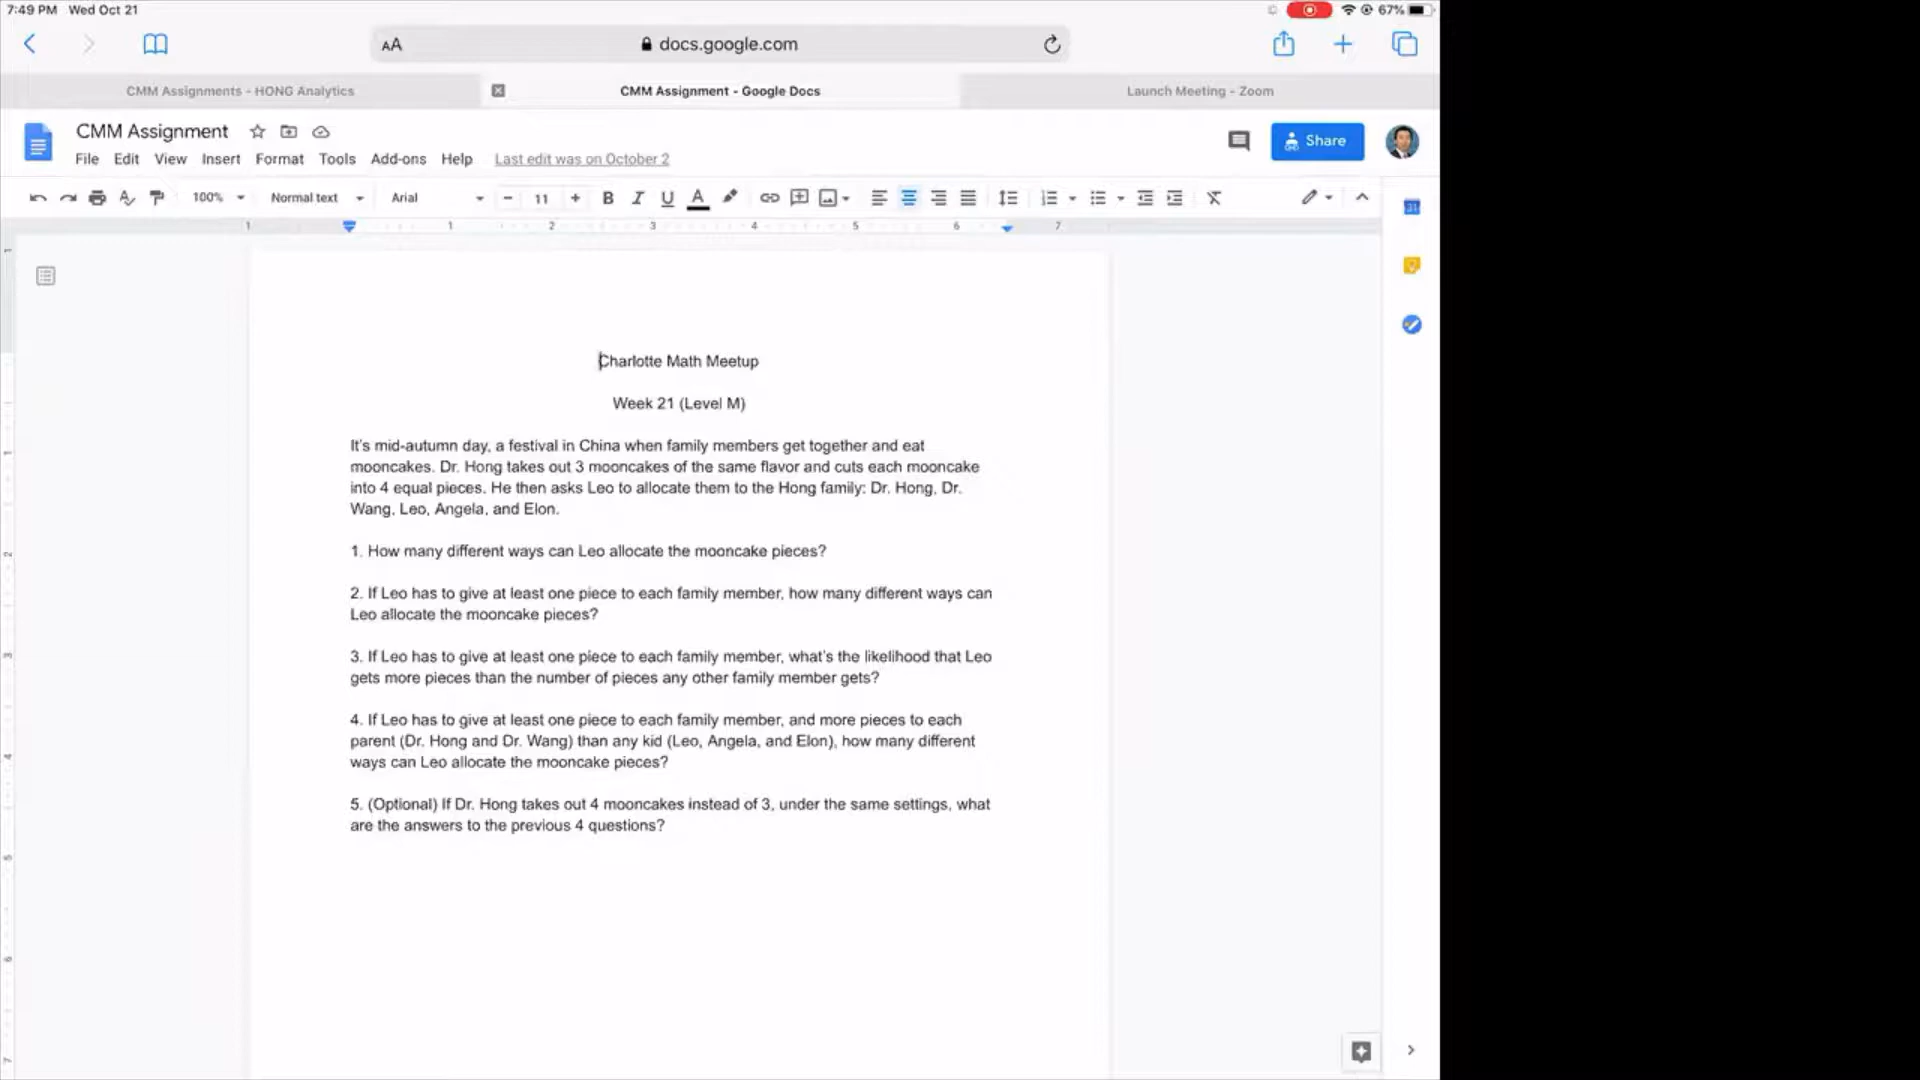 7:49 PM Wed Oct 21
67%
AA
docs.google.com
CMM Assignments - HONG Analytics
CMM Assignment - Google Docs
Launch Meeting - Zoom
CMM Assignment
Share
File Edit View Insert Format Tools Add-ons Help Last edit was on October 2
100% Normal text Arial 11 B I U A
1 1 2 3 4 5 6 7
Charlotte Math Meetup
Week 21 (Level M)
It's mid-autumn day, a festival in China when family members get together and eat
mooncakes. Dr. Hong takes out 3 mooncakes of the same flavor and cuts each mooncake
into 4 equal pieces. He then asks Leo to allocate them to the Hong family: Dr. Hong, Dr.
Wang, Leo, Angela, and Elon.
1. How many different ways can Leo allocate the mooncake pieces?
2. If Leo has to give at least one piece to each family member, how many different ways can
Leo allocate the mooncake pieces?
3. If Leo has to give at least one piece to each family member, what's the likelihood that Leo
gets more pieces than the number of pieces any other family member gets?
4. If Leo has to give at least one piece to each family member, and more pieces to each
parent (Dr. Hong and Dr. Wang) than any kid (Leo, Angela, and Elon), how many different
ways can Leo allocate the mooncake pieces?
5. (Optional) If Dr. Hong takes out 4 mooncakes instead of 3, under the same settings, what
are the answers to the previous 4 questions?